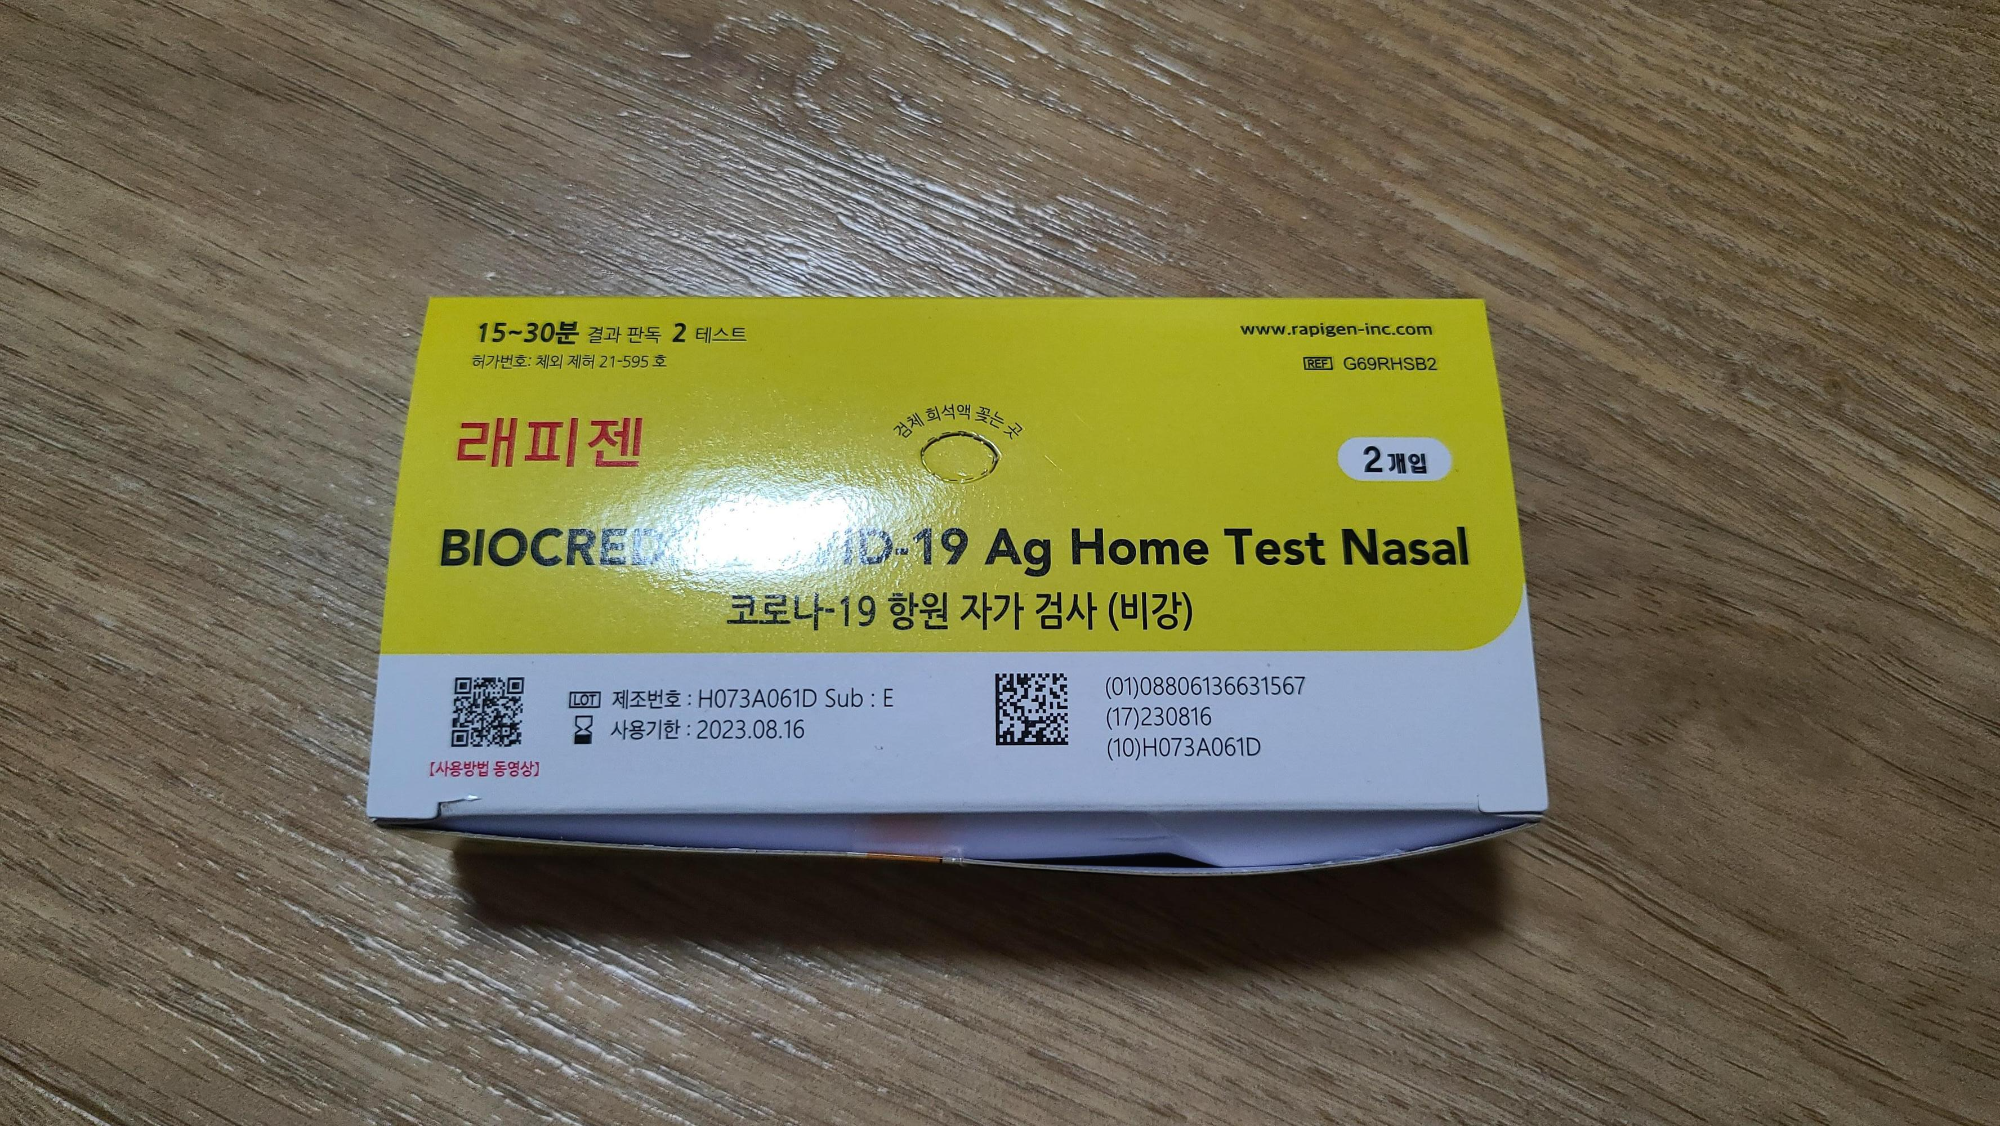 15~30분 결과 판독 2 테스트
허가번호: 체외 제허 21-595 호
www.rapigen-inc.com
REF G69RHSB2
래피젠
검체 희석액 꽂는 곳
2개입
-19 Ag Home Test Nasal
코로나-19 항원 자가 검사 (비강)
[사용방법 동영상]
LOT 제조번호 : H073A061D Sub : E
사용기한 : 2023.08.16
(01)08806136631567
(17)230816
(10)H073A061D